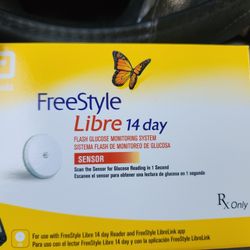 FreeStyle
Libre 14 day
FLASH GLUCOSE MONITORING SYSTEM
SISTEMA FLASH DE MONITOREO DE GLUCOSA
SENSOR
Scan the Sensor for Glucose Reading in 1 Second
Escanee el sensor para obtener una lectura de glucosa en 1 segundo
Rx Only
For use with FreeStyle Libre 14 day Reader and FreeStyle LibreLink app
Para uso con el lector FreeStyle Libre 14 day y con la aplicación FreeStyle LibreLink